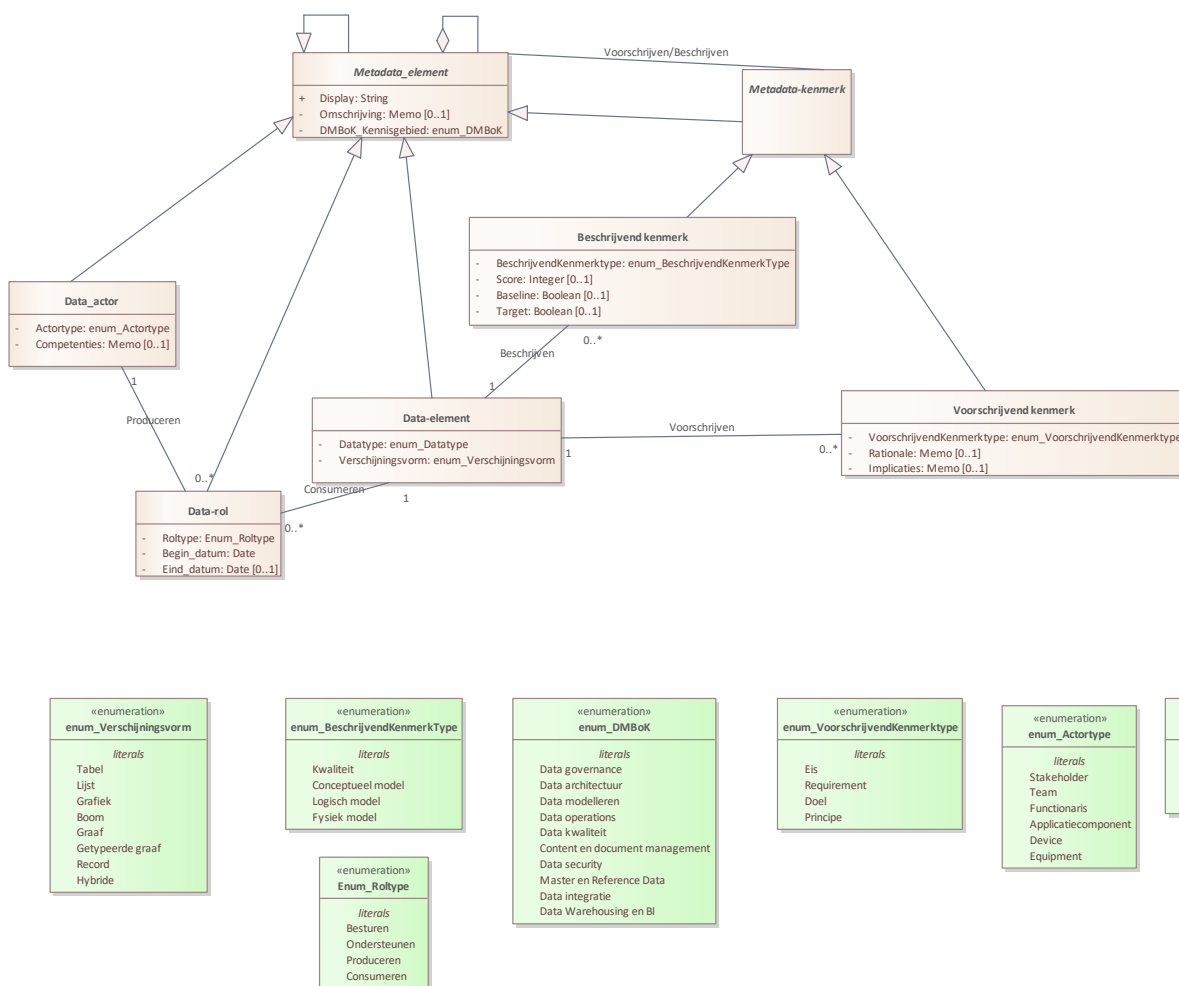 Metadata_element
+ Display: String
- Omschrijving: Memo [0..1]
- DMBoK_Kennisgebied: enum_DMBoK
Voorschrijven/Beschrijven
Metadata-kenmerk
Beschrijvend kenmerk
- BeschrijvendKenmerktype: enum_BeschrijvendKenmerkType
- Score: Integer [0..1]
- Baseline: Boolean [0..1]
- Target: Boolean [0..1]
Data_actor
- Actortype: enum_Actortype
- Competenties: Memo [0..1]
0..*
Beschrijven
1
1
Produceren
Data-element
- Datatype: enum_Datatype
- Verschijningsvorm: enum_Verschijningsvorm
Voorschrijven
1
0..*
Voorschrijvend kenmerk
- VoorschrijvendKenmerktype: enum_VoorschrijvendKenmerktype
- Rationale: Memo [0..1]
- Implicaties: Memo [0..1]
0..*
Consumeren
1
0..*
Data-rol
- Roltype: Enum_Roltype
- Begin_datum: Date
- Eind_datum: Date [0..1]
«enumeration»
enum_Verschijningsvorm
literals
Tabel
Lijst
Grafiek
Boom
Graaf
Getypeerde graaf
Record
Hybride
«enumeration»
enum_BeschrijvendKenmerkType
literals
Kwaliteit
Conceptueel model
Logisch model
Fysiek model
«enumeration»
Enum_Roltype
literals
Besturen
Ondersteunen
Produceren
Consumeren
«enumeration»
enum_DMBoK
literals
Data governance
Data architectuur
Data modelleren
Data operations
Data kwaliteit
Content en document management
Data security
Master en Reference Data
Data integratie
Data Warehousing en BI
«enumeration»
enum_VoorschrijvendKenmerktype
literals
Eis
Requirement
Doel
Principe
«enumeration»
enum_Actortype
literals
Stakeholder
Team
Functionaris
Applicatiecomponent
Device
Equipment